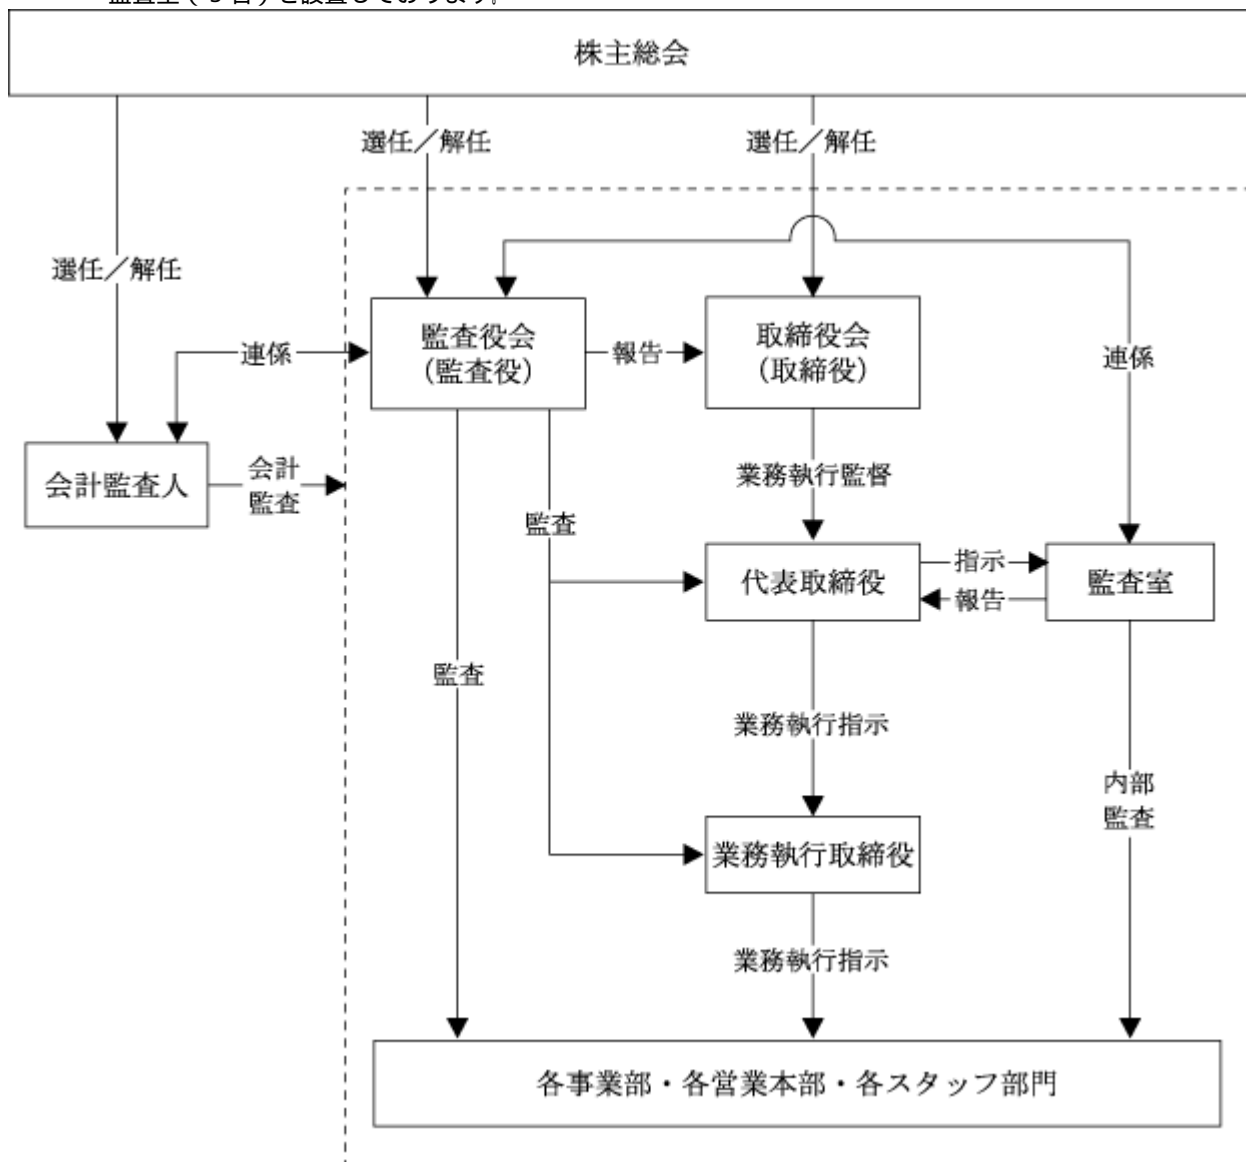 株主総会
選任／解任
選任／解任
選任／解任
監査役会
(監査役)
報告
取締役会
(取締役)
連係
連係
会計監査人
会計
監査
業務執行監督
監査
代表取締役
指示
報告
監査室
監査
業務執行指示
内部
監査
業務執行取締役
業務執行指示
各事業部・各営業本部・各スタッフ部門